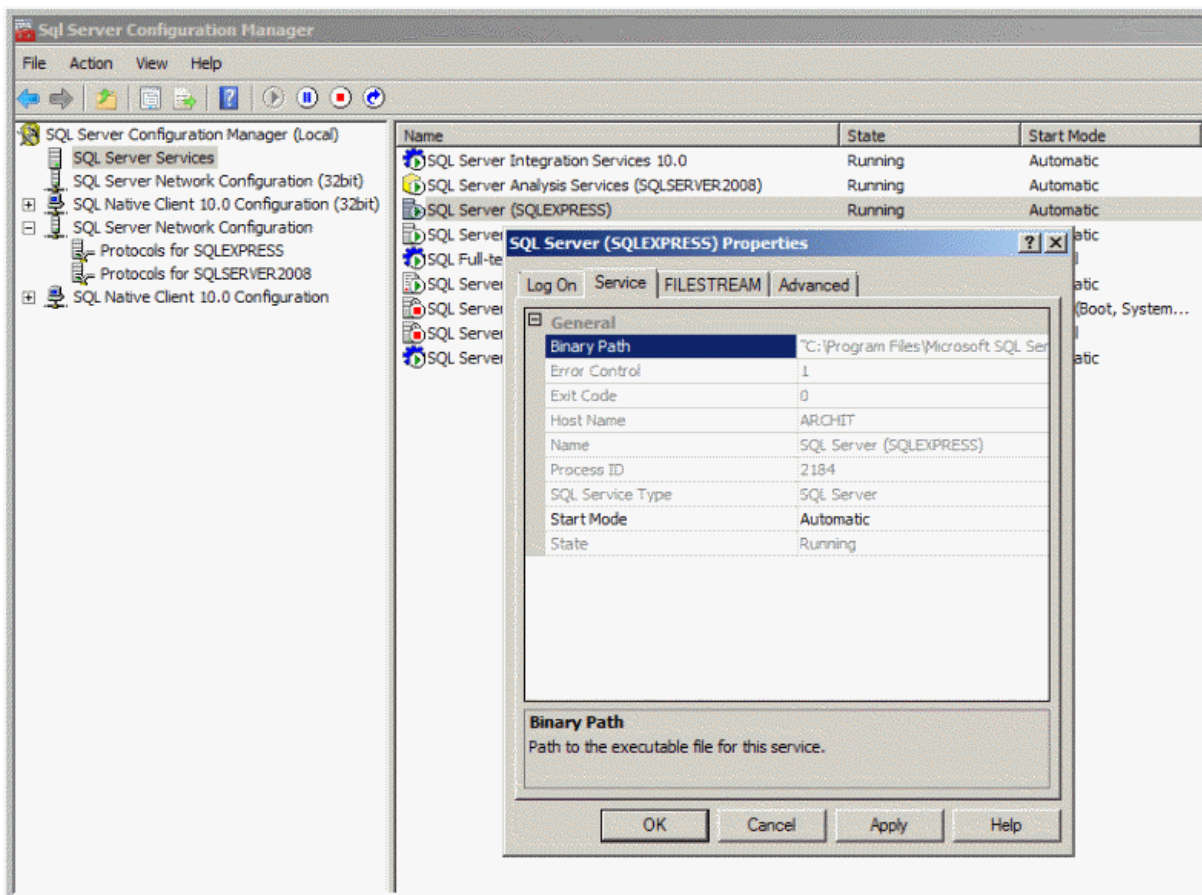 Sql Server Configuration Manager
File Action View Help
SQL Server Configuration Manager (Local)
SQL Server Services
SQL Server Network Configuration (32bit)
SQL Native Client 10.0 Configuration (32bit)
SQL Server Network Configuration
Protocols for SQLEXPRESS
Protocols for SQLSERVER2008
SQL Native Client 10.0 Configuration
Name State Start Mode
SQL Server Integration Services 10.0 Running Automatic
SQL Server Analysis Services (SQLSERVER2008) Running Automatic
SQL Server (SQLEXPRESS) Running Automatic
SQL Server atic
SQL Full-te
SQL Server atic
SQL Server (Boot, System...
SQL Server
SQL Server atic
SQL Server (SQLEXPRESS) Properties
Log On Service FILESTREAM Advanced
General
Binary Path "C:\Program Files\Microsoft SQL Ser
Error Control 1
Exit Code 0
Host Name ARCHIT
Name SQL Server (SQLEXPRESS)
Process ID 2184
SQL Service Type SQL Server
Start Mode Automatic
State Running
Binary Path
Path to the executable file for this service.
OK Cancel Apply Help